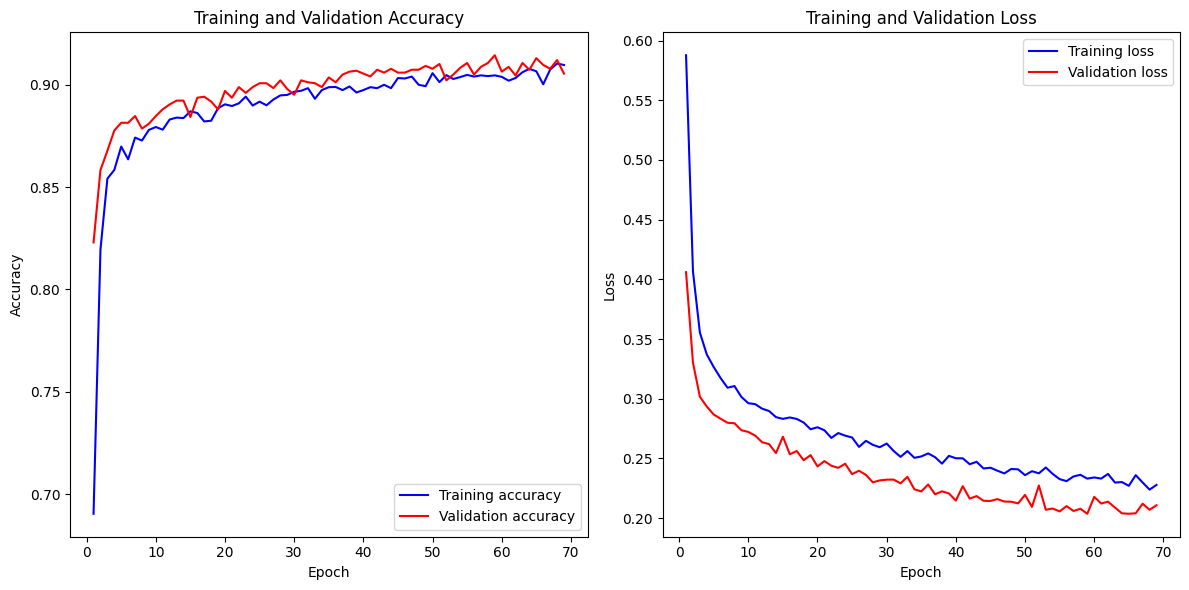 Training and Validation Accuracy
Accuracy
0.90
0.85
0.80
0.75
0.70
Training accuracy
Validation accuracy
0 10 20 30 40 50 60 70
Epoch
Training and Validation Loss
Loss
0.60
0.55
0.50
0.45
0.40
0.35
0.30
0.25
0.20
Training loss
Validation loss
0 10 20 30 40 50 60 70
Epoch